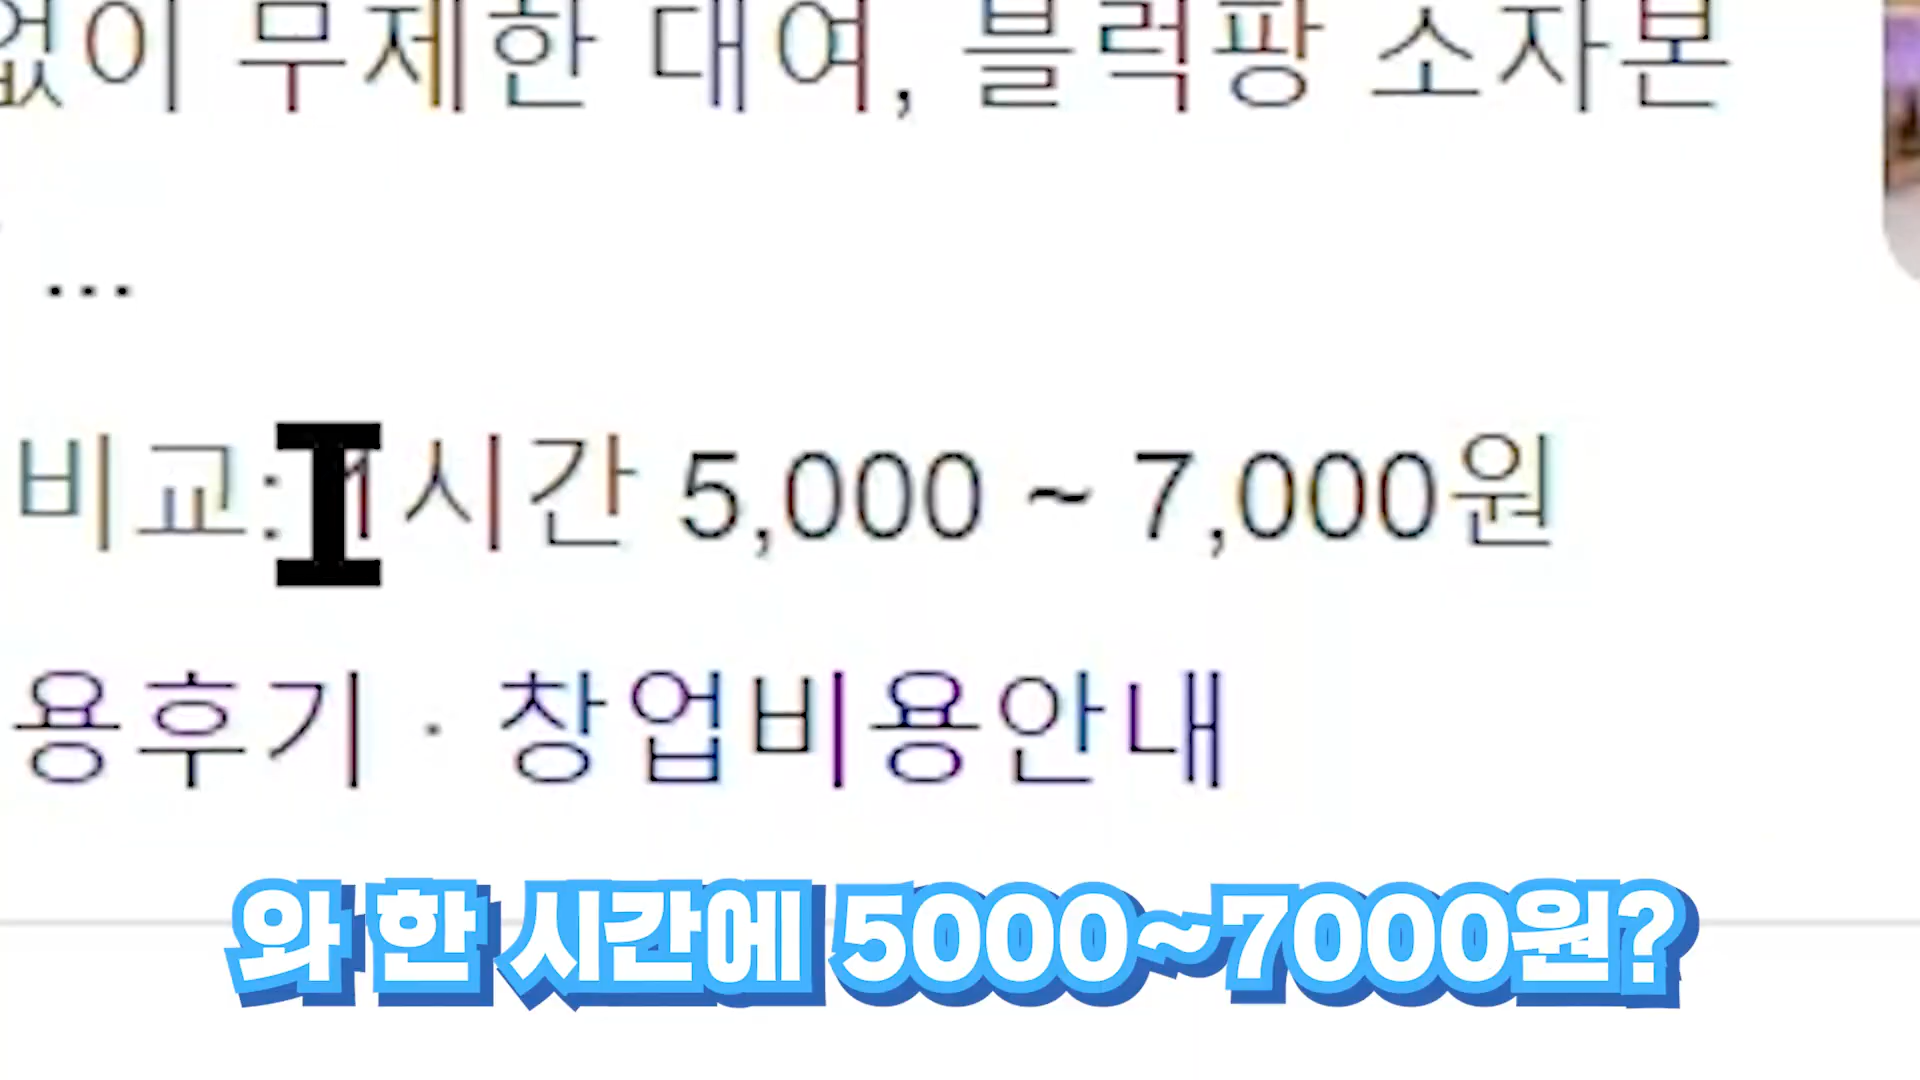 없이 무제한 대여, 블럭팡 소자본
...
비교: 1시간 5,000 ~ 7,000원
용후기 · 창업비용안내
와 한 시간에 5000~7000원?